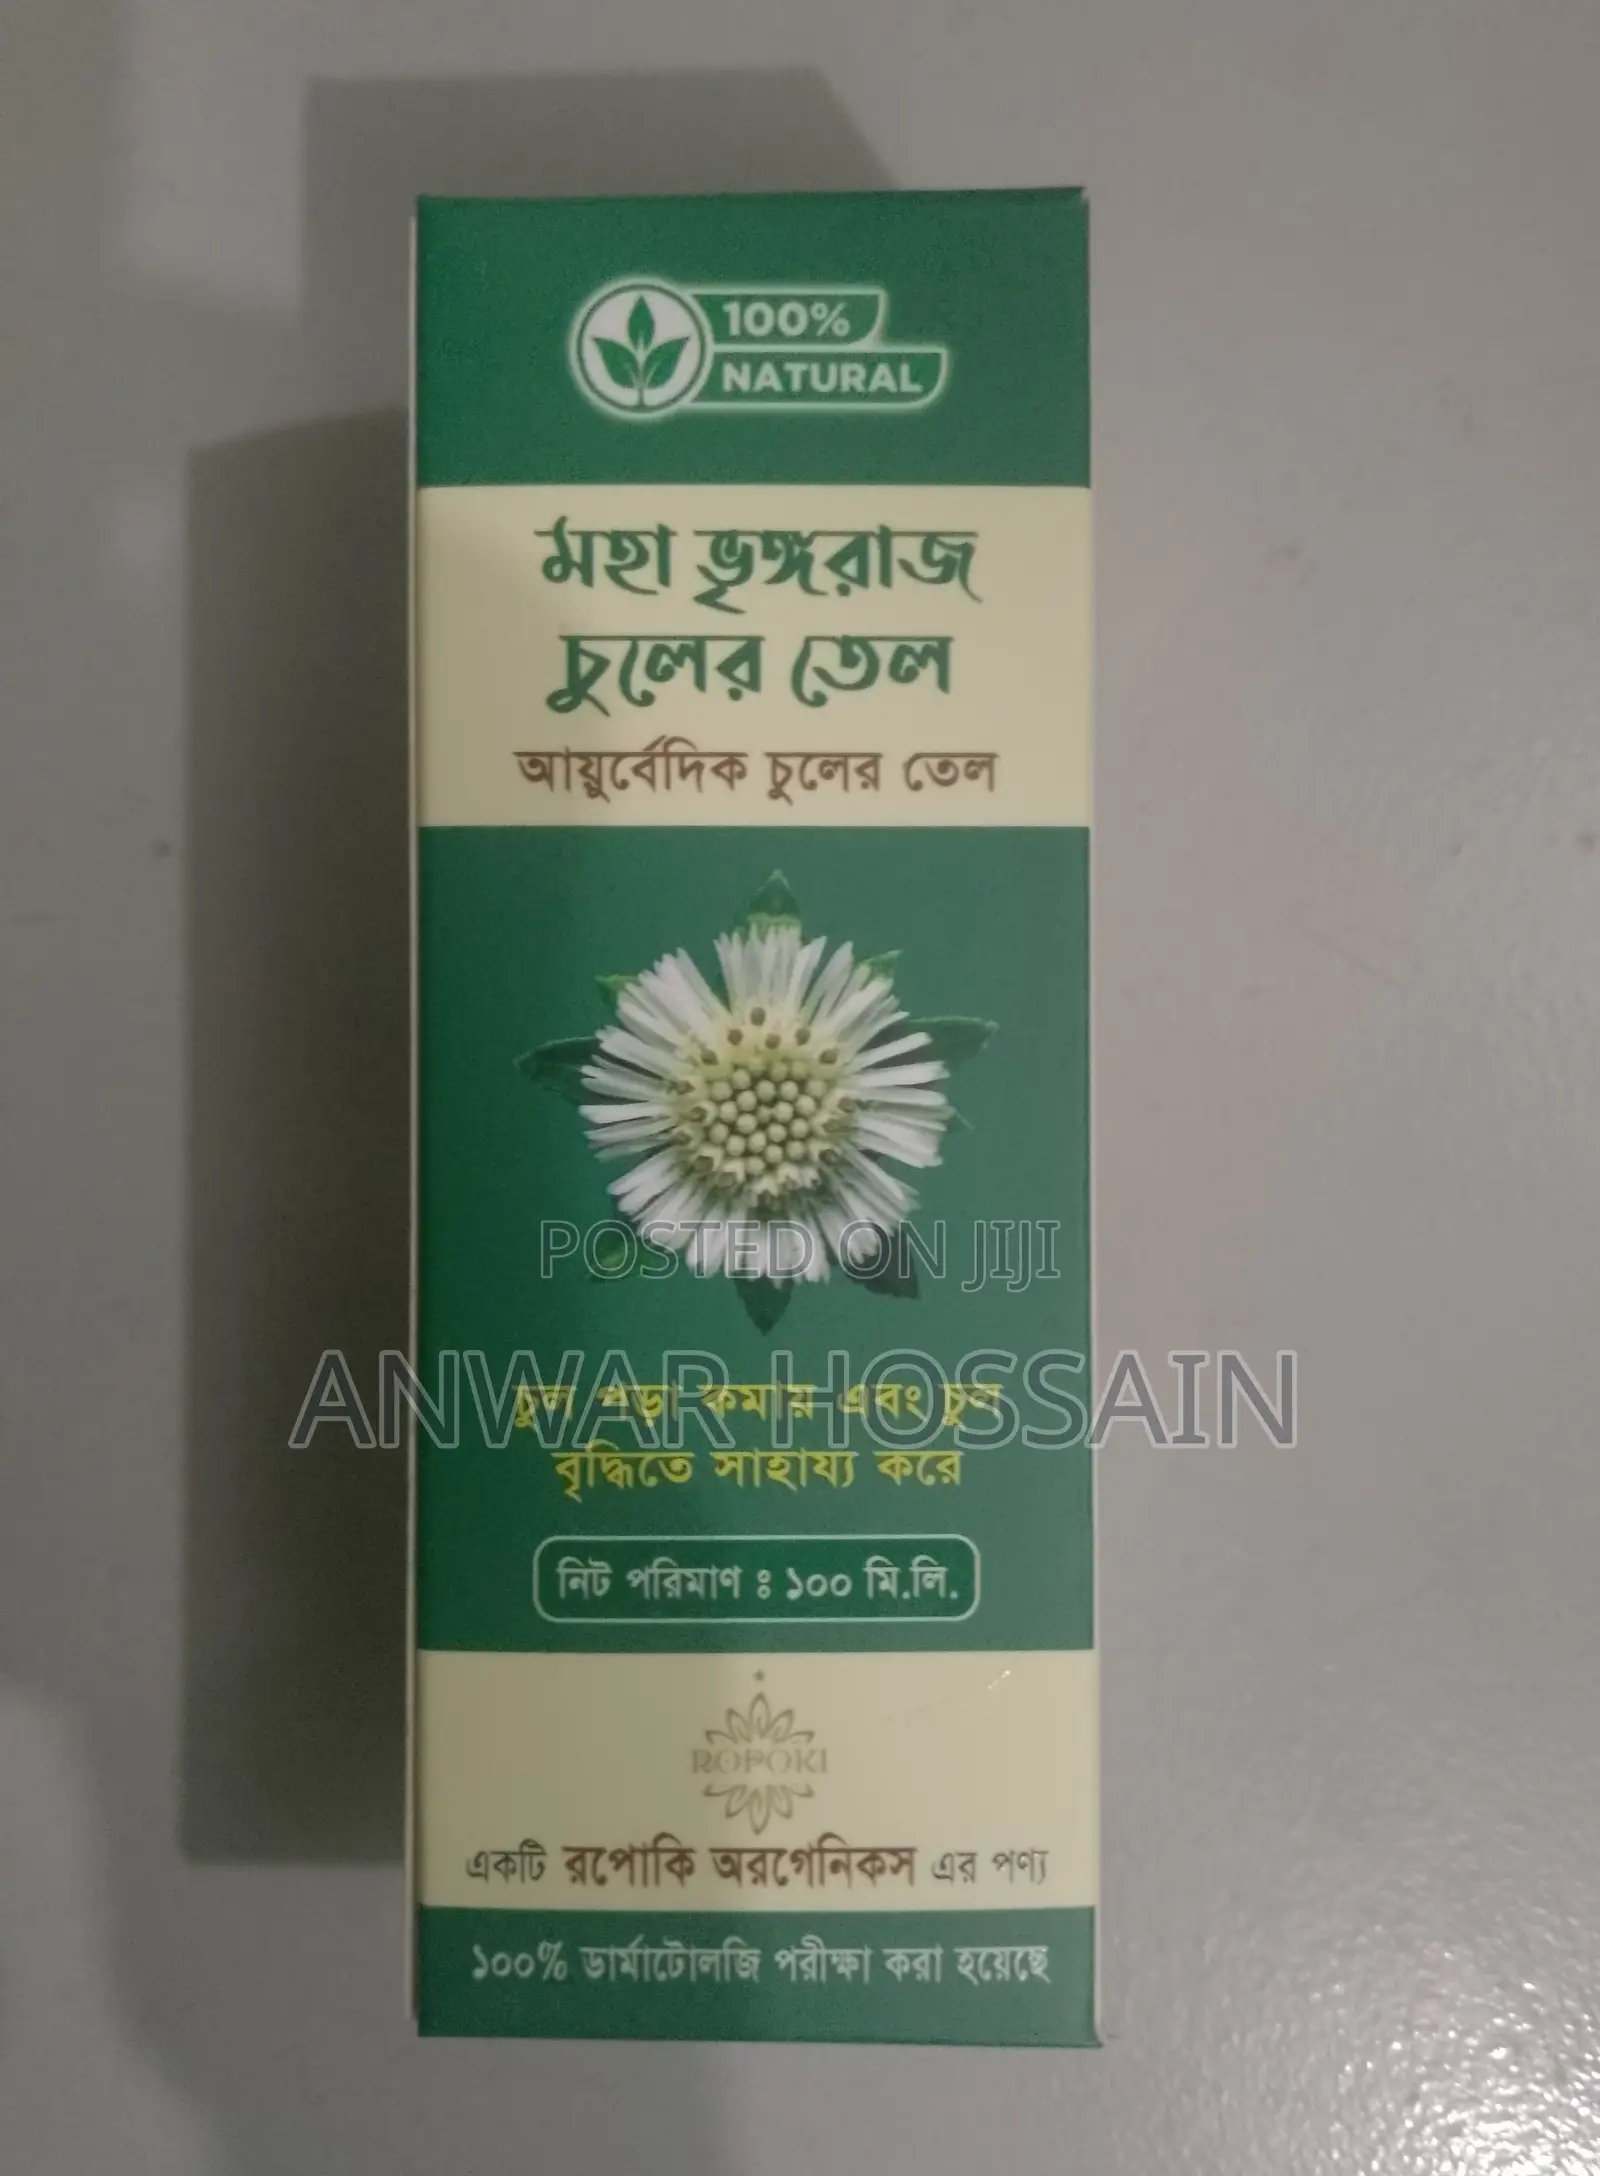 100%
NATURAL
মহা ভৃঙ্গরাজ
চুলের তেল
আয়ুর্বেদিক চুলের তেল
POSTED ON JIJI
ANWAR HOSSAIN
চুল পড়া কমায় এবং চুল
বৃদ্ধিতে সাহায্য করে
নিট পরিমাণ ঃ ১০০ মি.লি.
ROPOKI
একটি রপোকি অরগেনিকস এর পণ্য
১০০% ডার্মাটোলজি পরীক্ষা করা হয়েছে